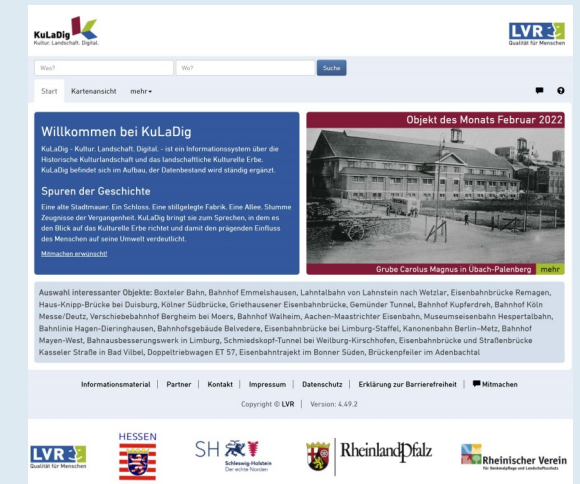 KuLaDig
Kultur. Landschaft. Digital.
LVR
Qualität für Menschen
Was?
Wo?
Suche
Start
Kartenansicht
mehr
Willkommen bei KuLaDig
KuLaDig - Kultur. Landschaft. Digital. - ist ein Informationssystem über die
Historische Kulturlandschaft und das landschaftliche Kulturelle Erbe.
KuLaDig befindet sich im Aufbau, der Datenbestand wird ständig ergänzt.
Spuren der Geschichte
Eine alte Stadtmauer. Ein Schloss. Eine stillgelegte Fabrik. Eine Allee. Stumme
Zeugnisse der Vergangenheit. KuLaDig bringt sie zum Sprechen, in dem es
den Blick auf das Kulturelle Erbe richtet und damit den prägenden Einfluss
des Menschen auf seine Umwelt verdeutlicht.
Mitmachen erwünscht!
Objekt des Monats Februar 2022
Grube Carolus Magnus in Übach-Palenberg
mehr
Auswahl interessanter Objekte: Boxteler Bahn, Bahnhof Emmelshausen, Lahntalbahn von Lahnstein nach Wetzlar, Eisenbahnbrücke Remagen,
Haus-Knipp-Brücke bei Duisburg, Kölner Südbrücke, Griethausener Eisenbahnbrücke, Gemünder Tunnel, Bahnhof Kupferdreh, Bahnhof Köln
Messe/Deutz, Verschiebebahnhof Bergheim bei Moers, Bahnhof Walheim, Aachen-Maastrichter Eisenbahn, Museumseisenbahn Hespertalbahn,
Bahnlinie Hagen-Dieringhausen, Bahnhofsgebäude Belvedere, Eisenbahnbrücke bei Limburg-Staffel, Kanonenbahn Berlin–Metz, Bahnhof
Mayen-West, Bahnausbesserungswerk in Limburg, Schmiedskopf-Tunnel bei Weilburg-Kirschhofen, Eisenbahnbrücke und Straßenbrücke
Kasseler Straße in Bad Vilbel, Doppeltriebwagen ET 57, Eisenbahntrajekt im Bonner Süden, Brückenpfeiler im Adenbachtal
Informationsmaterial | Partner | Kontakt | Impressum | Datenschutz | Erklärung zur Barrierefreiheit | Mitmachen
Copyright © LVR | Version: 4.49.2
LVR
Qualität für Menschen
HESSEN
SH
Schleswig-Holstein
Der echte Norden
RheinlandPfalz
Rheinischer Verein
Für Denkmalpflege und Landschaftsschutz